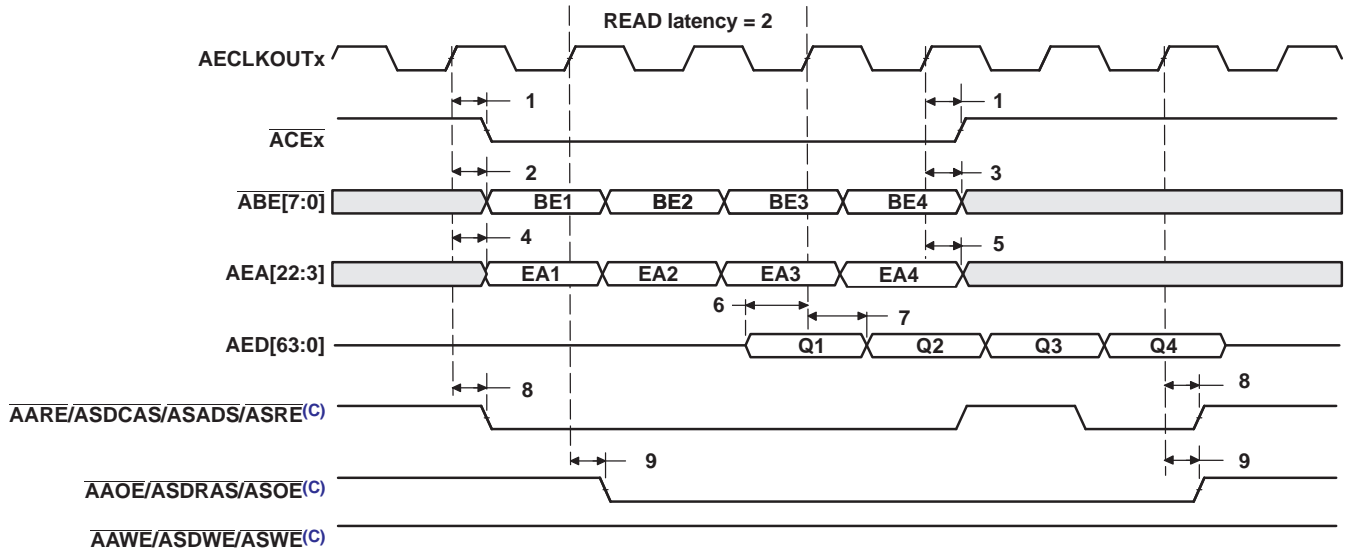 READ latency = 2
AECLKOUTx
1 1
ACEx
2 3
ABE[7:0] BE1 BE2 BE3 BE4
4 5
AEA[22:3] EA1 EA2 EA3 EA4
6 7
AED[63:0] Q1 Q2 Q3 Q4
8 8
AARE/ASDCAS/ASADS/ASRE(C)
9 9
AAOE/ASDRAS/ASOE(C)
AAWE/ASDWE/ASWE(C)